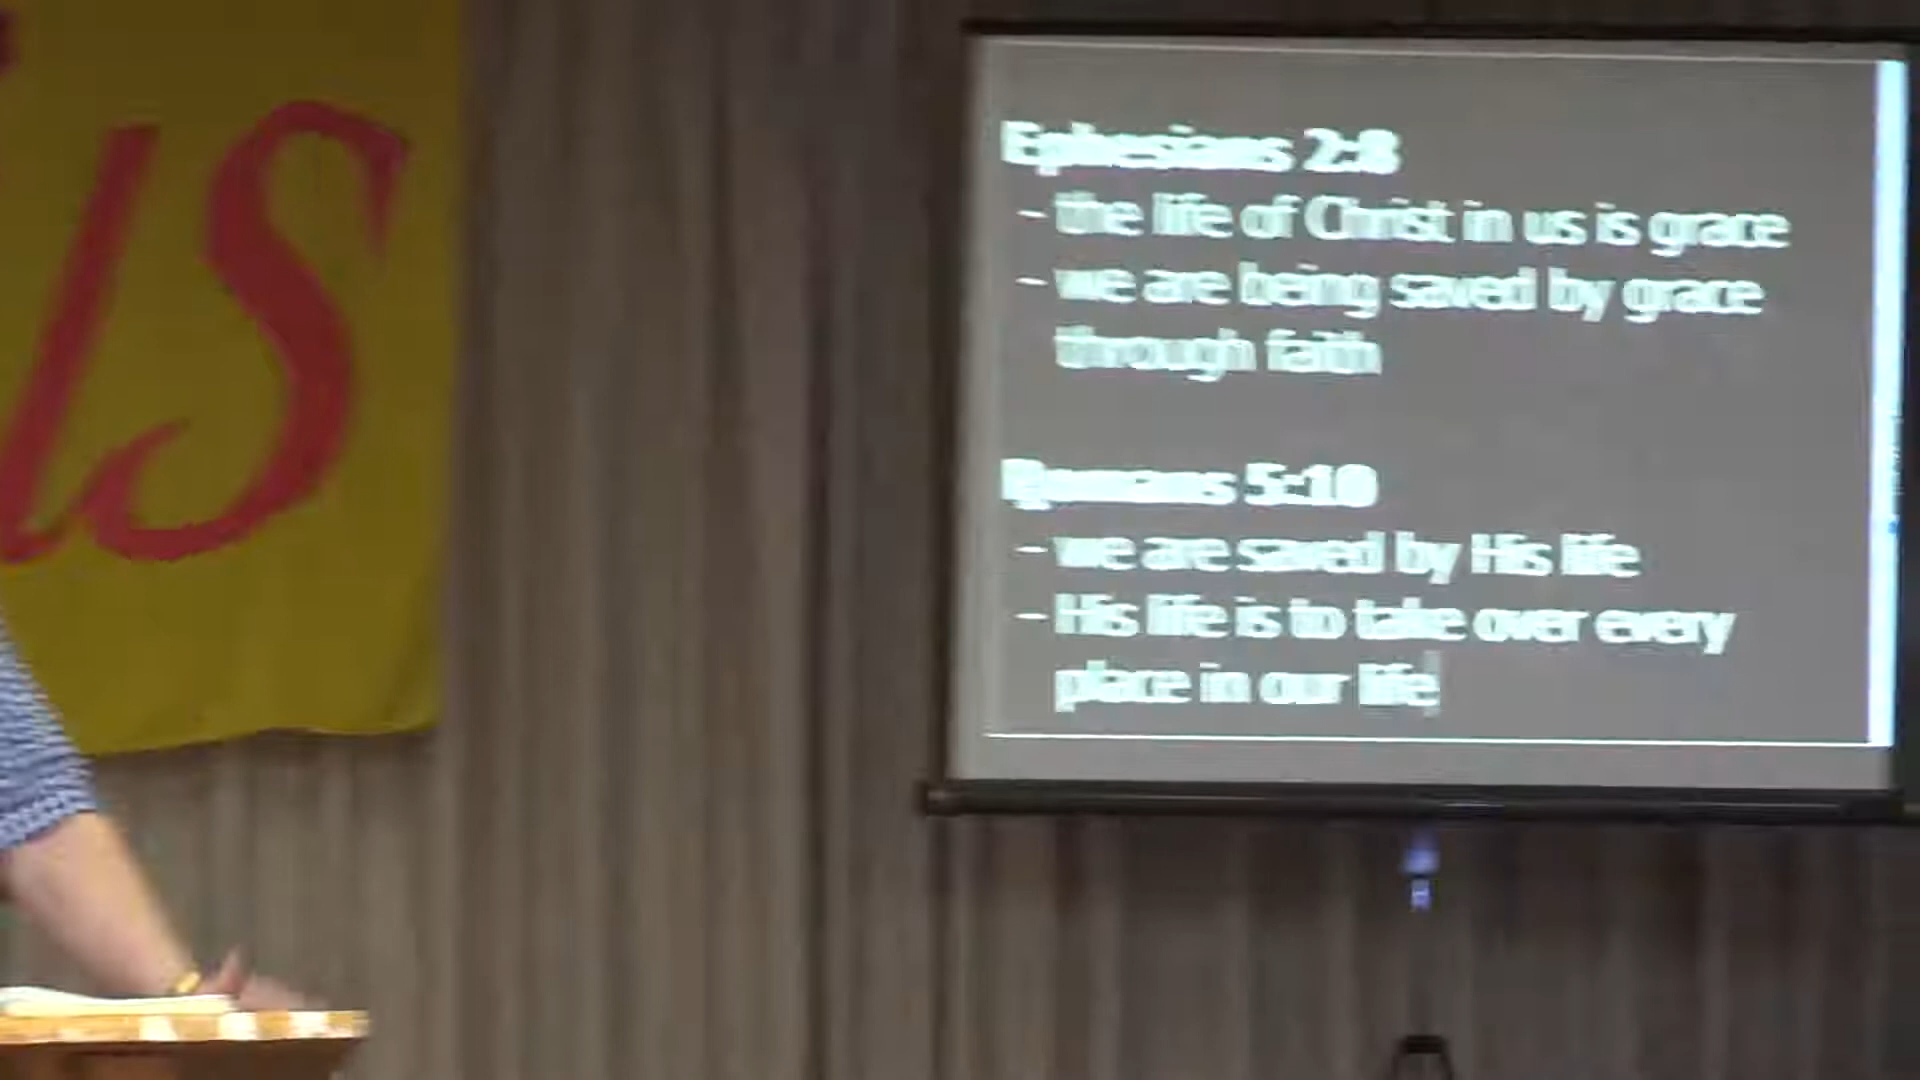 is
Ephesians 2:8
- the life of Christ in us is grace
- we are being saved by grace
through faith
Romans 5:10
- we are saved by His life
- His life is to take over every
place in our life